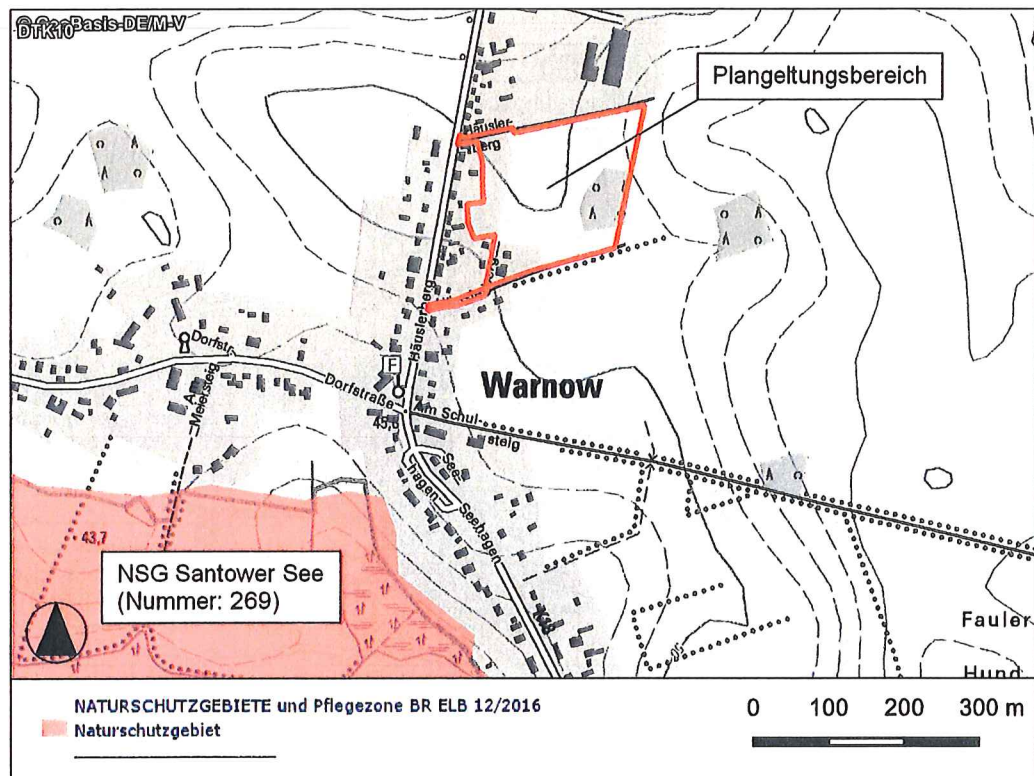 DTK10
Basis-DE/M-V
Plangeltungsbereich
Häusler-
berg
Häuslerberg
F
Warnow
Dorfstr.
Am
Meiersteig
Dorfstraße
45,6
Am Schul-
steig
See-
hagen
Seehagen
K18
43,7
NSG Santower See
(Nummer: 269)
Fauler
Hund
NATURSCHUTZGEBIETE und Pflegezone BR ELB 12/2016
Naturschutzgebiet
0 100 200 300 m